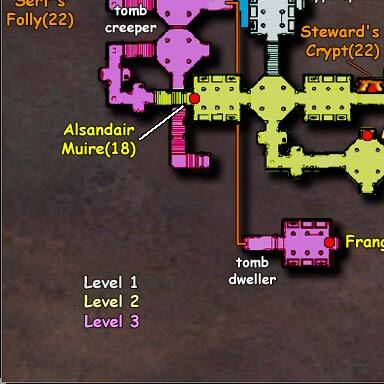 Serf's
Folly(22)
tomb
creeper
Steward's
Crypt(22)
Alsandair
Muire(18)
Frang
tomb
dweller
Level 1
Level 2
Level 3